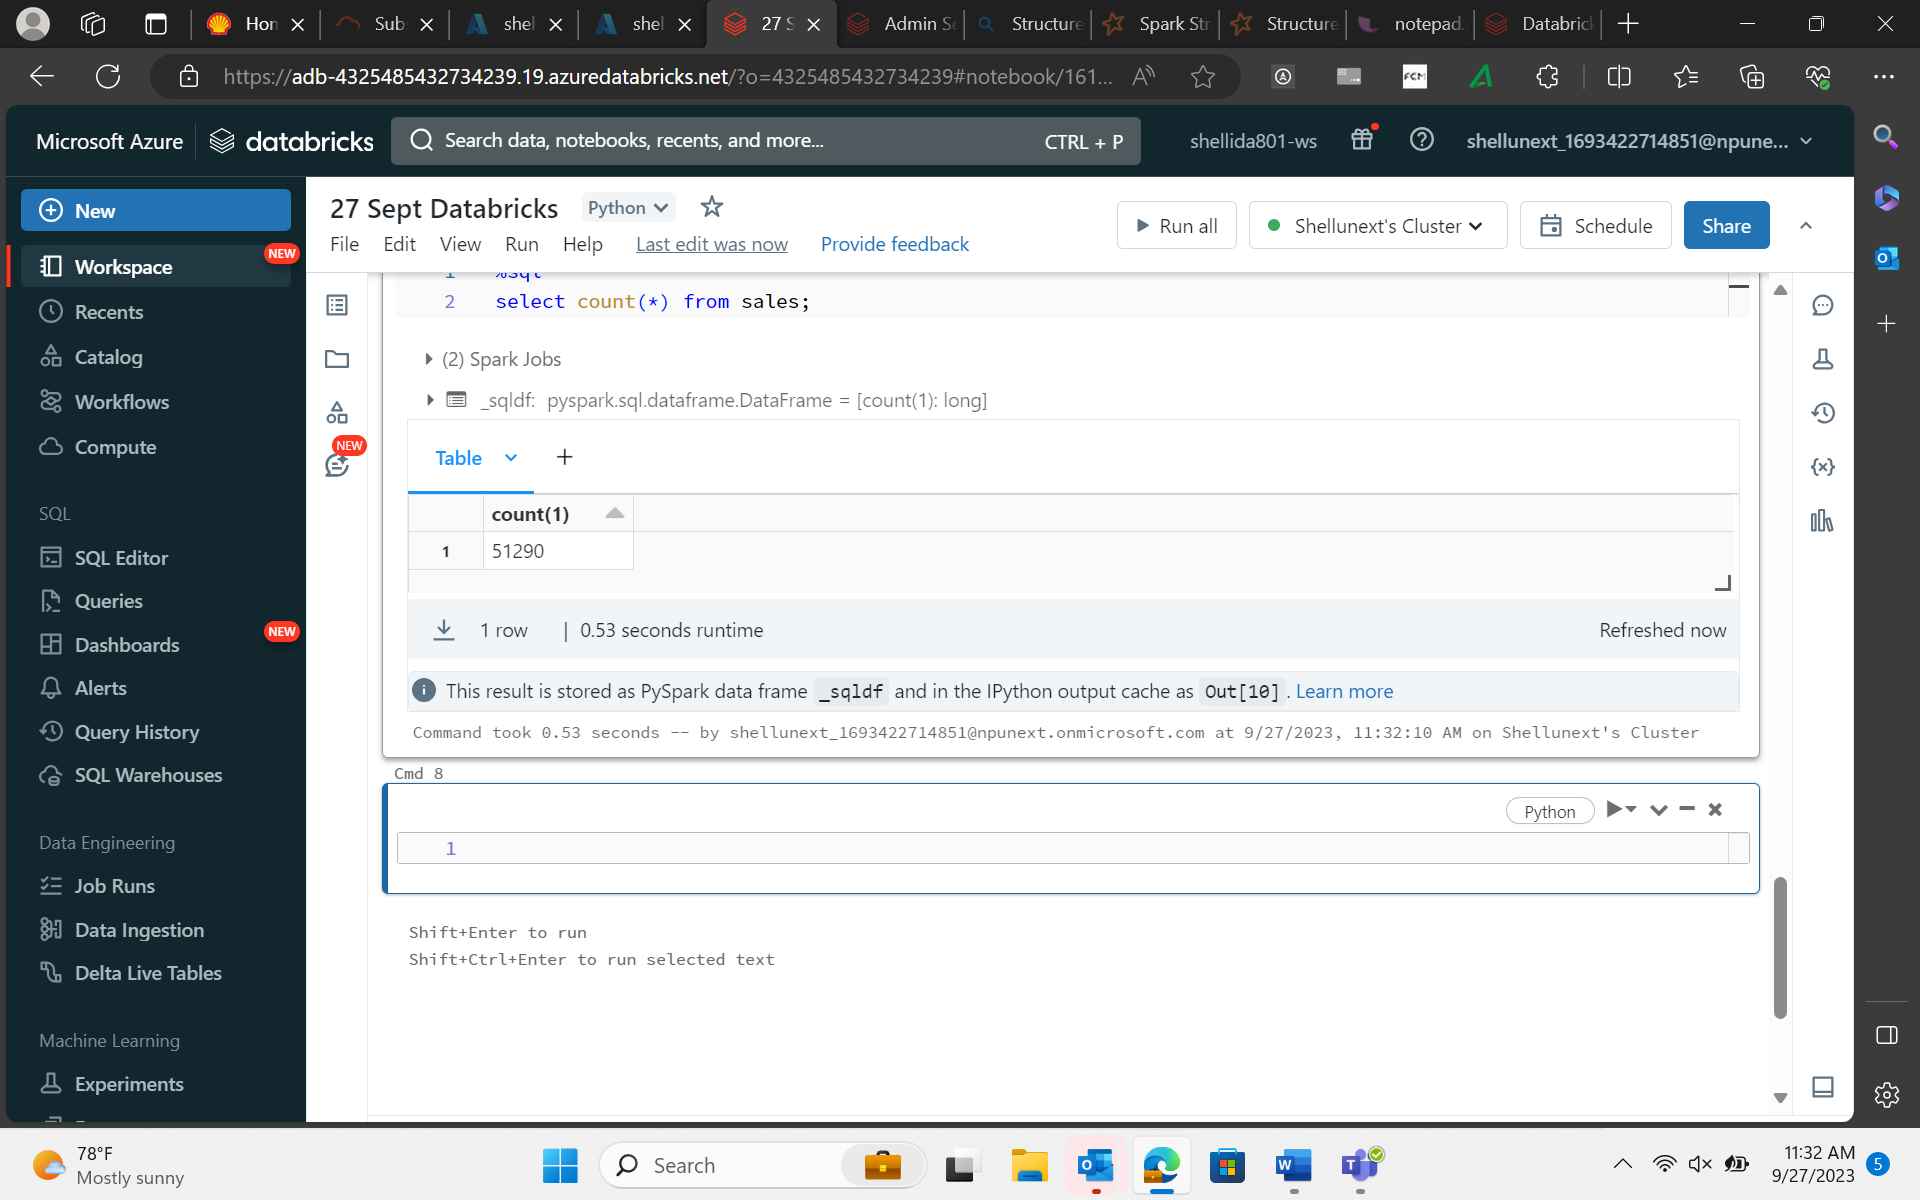 Hon
Sub
shel
shel
27 S
Admin Se
Structure
Spark Str
Structure
notepad.
Databrick
https://adb-4325485432734239.19.azuredatabricks.net/?o=4325485432734239#notebook/161...
Microsoft Azure
databricks
Search data, notebooks, recents, and more...
CTRL + P
shellida801-ws
shellunext_1693422714851@npune...
New
Workspace
NEW
Recents
Catalog
Workflows
Compute
SQL
SQL Editor
Queries
Dashboards
NEW
Alerts
Query History
SQL Warehouses
Data Engineering
Job Runs
Data Ingestion
Delta Live Tables
Machine Learning
Experiments
27 Sept Databricks
Python
File Edit View Run Help Last edit was now Provide feedback
Run all
Shellunext's Cluster
Schedule
Share
NEW
1 %sql
2 select count(*) from sales;
(2) Spark Jobs
_sqldf: pyspark.sql.dataframe.DataFrame = [count(1): long]
Table +
count(1)
1 51290
1 row | 0.53 seconds runtime
Refreshed now
This result is stored as PySpark data frame _sqldf and in the IPython output cache as Out[10]. Learn more
Command took 0.53 seconds -- by shellunext_1693422714851@npunext.onmicrosoft.com at 9/27/2023, 11:32:10 AM on Shellunext's Cluster
Cmd 8
Python
1
Shift+Enter to run
Shift+Ctrl+Enter to run selected text
78°F
Mostly sunny
Search
11:32 AM
9/27/2023
5